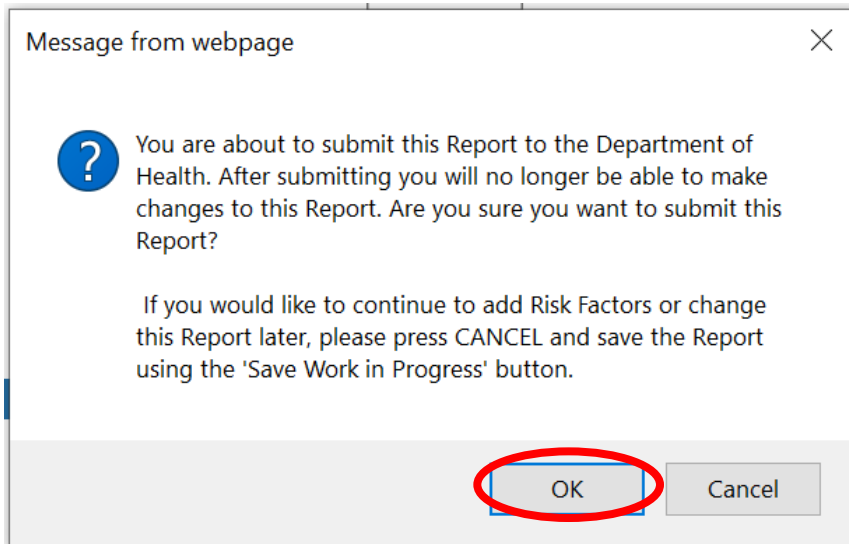 Message from webpage
?
You are about to submit this Report to the Department of
Health. After submitting you will no longer be able to make
changes to this Report. Are you sure you want to submit this
Report?
If you would like to continue to add Risk Factors or change
this Report later, please press CANCEL and save the Report
using the 'Save Work in Progress' button.
OK
Cancel